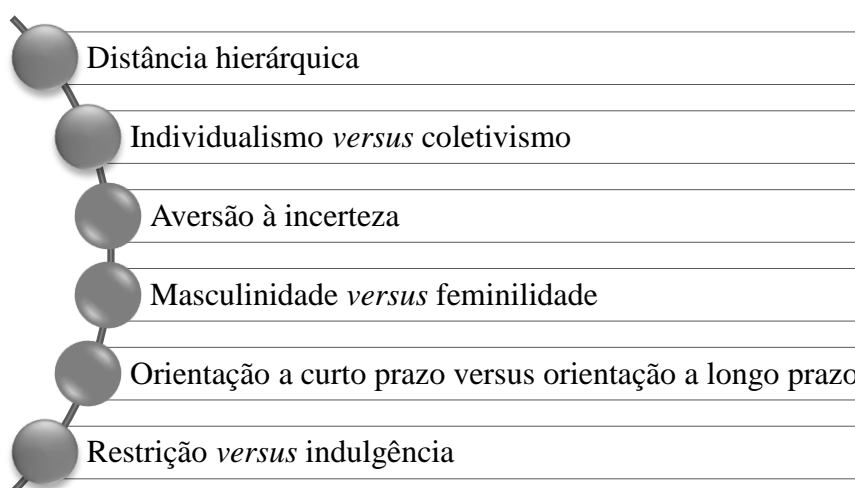 Distância hierárquica
Individualismo versus coletivismo
Aversão à incerteza
Masculinidade versus feminilidade
Orientação a curto prazo versus orientação a longo prazo
Restrição versus indulgência